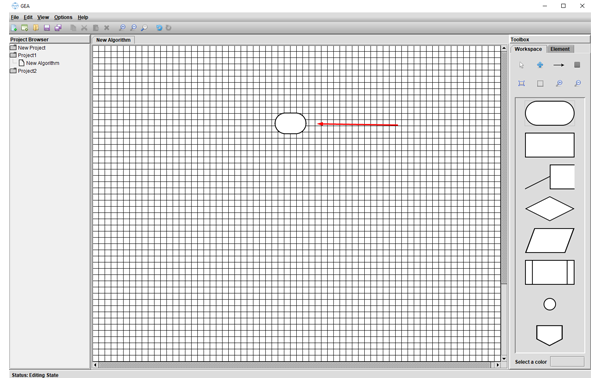 GEA
File Edit View Options Help
Project Browser
New Project
Project1
New Algorithm
Project2
New Algorithm
Toolbox
Workspace Element
Select a color
Status: Editing State